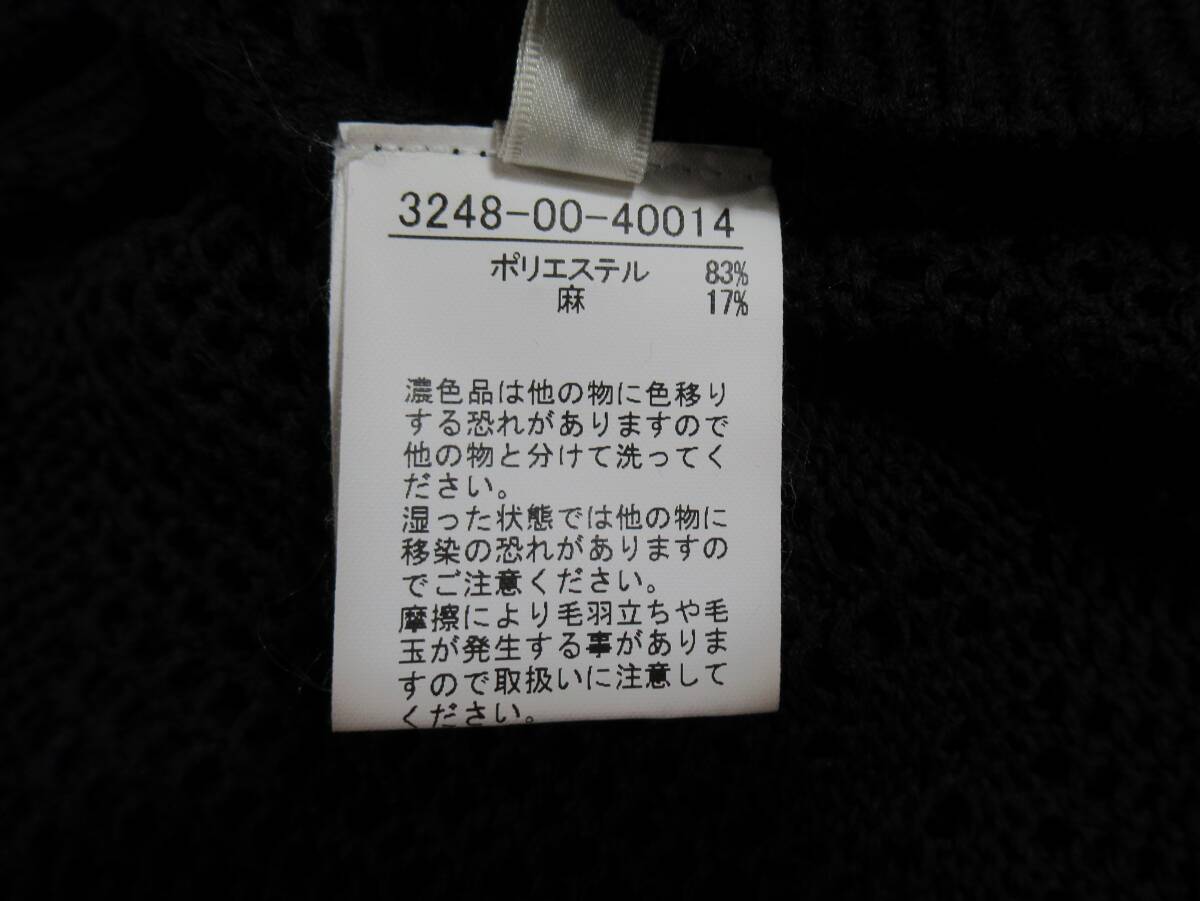 3248-00-40014
ポリエステル 83%
麻 17%
濃色品は他の物に色移り
する恐れがありますので
他の物と分けて洗ってく
ださい。
湿った状態では他の物に
移染の恐れがありますの
でご注意ください。
摩擦により毛羽立ちや毛
玉が発生する事がありま
すので取扱いに注意して
ください。